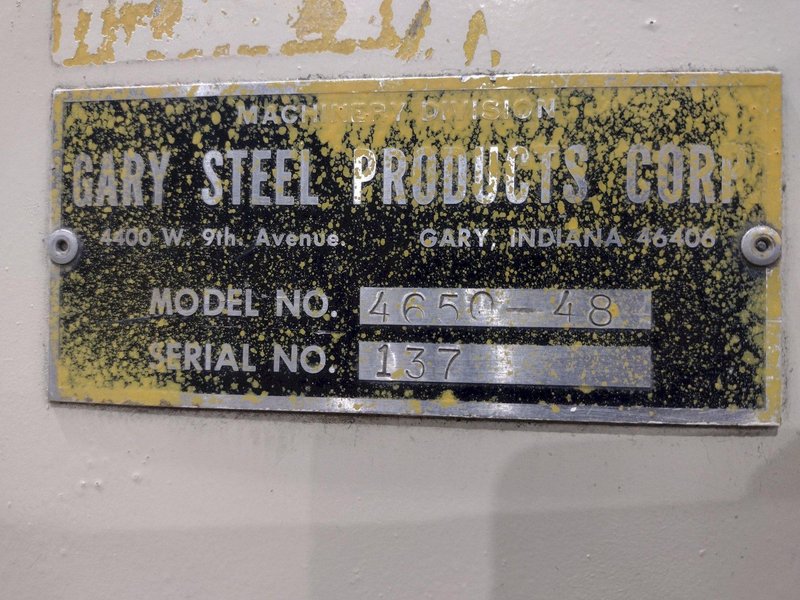 MACHINERY DIVISION
GARY STEEL PRODUCTS CORP
4400 W. 9th. Avenue. GARY, INDIANA 46406
MODEL NO. 4650-48
SERIAL NO. 137